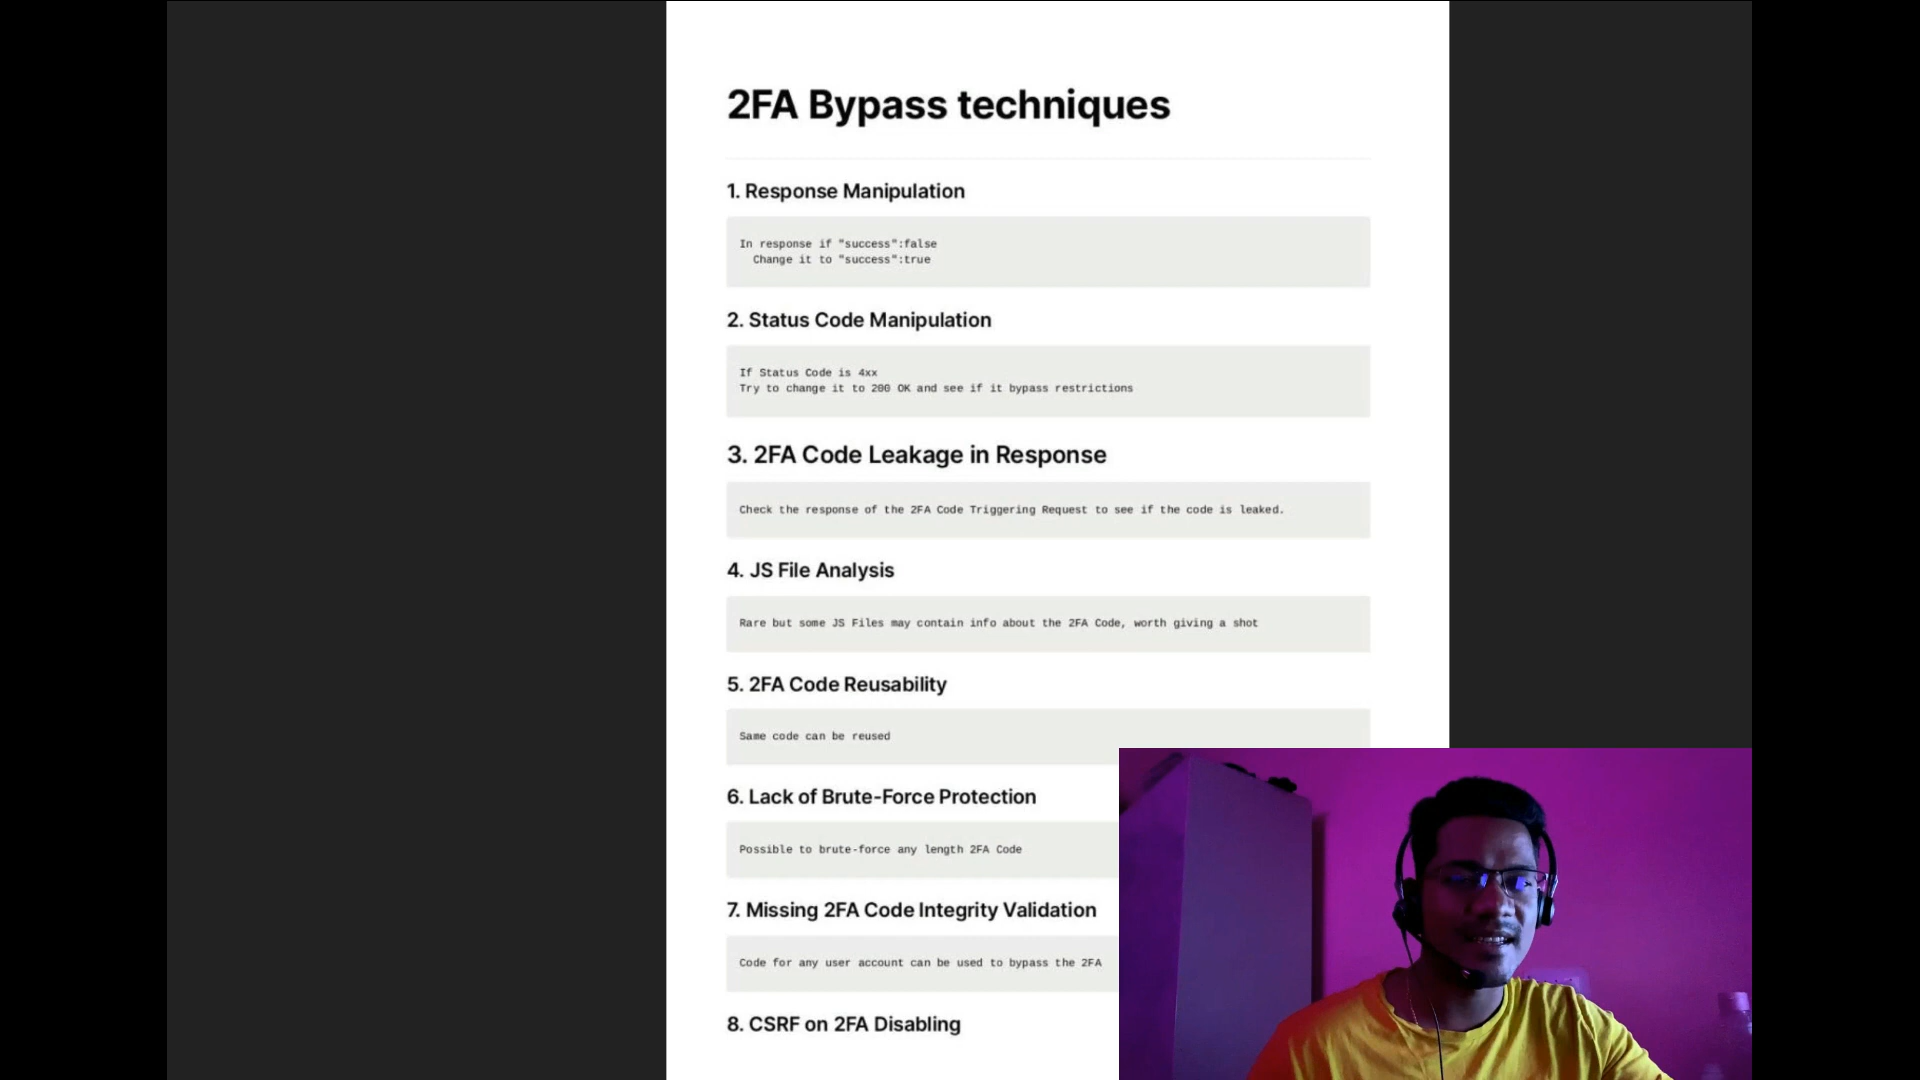 2FA Bypass techniques
1. Response Manipulation
In response if "success":false
Change it to "success":true
2. Status Code Manipulation
If Status Code is 4xx
Try to change it to 200 OK and see if it bypass restrictions
3. 2FA Code Leakage in Response
Check the response of the 2FA Code Triggering Request to see if the code is leaked.
4. JS File Analysis
Rare but some JS Files may contain info about the 2FA Code, worth giving a shot
5. 2FA Code Reusability
Same code can be reused
6. Lack of Brute-Force Protection
Possible to brute-force any length 2FA Code
7. Missing 2FA Code Integrity Validation
Code for any user account can be used to bypass the 2FA
8. CSRF on 2FA Disabling